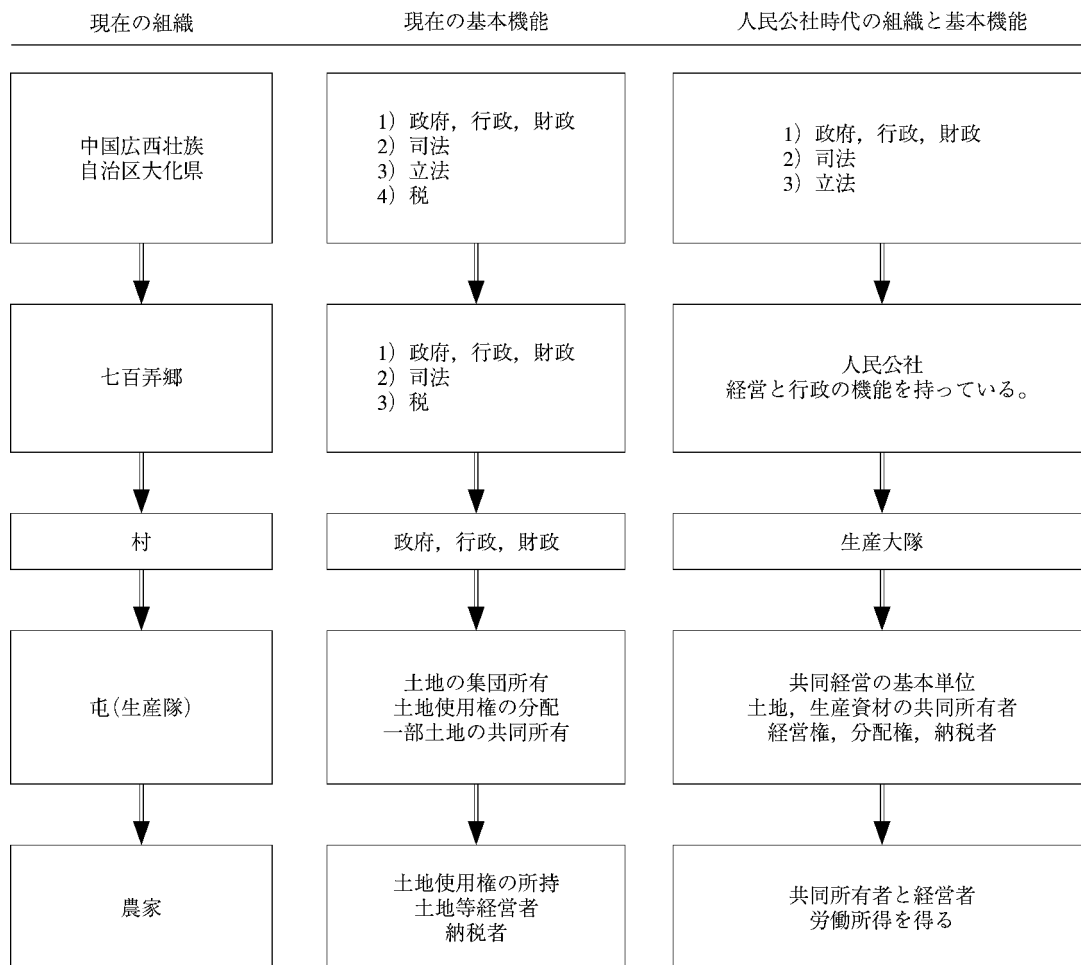 現在の組織
現在の基本機能
人民公社時代の組織と基本機能
中国広西壮族
自治区大化県
1) 政府，行政，財政
2) 司法
3) 立法
4) 税
1) 政府，行政，財政
2) 司法
3) 立法
七百弄郷
1) 政府，行政，財政
2) 司法
3) 税
人民公社
経営と行政の機能を持っている。
村
政府，行政，財政
生産大隊
屯(生産隊)
土地の集団所有
土地使用権の分配
一部土地の共同所有
共同経営の基本単位
土地，生産資材の共同所有者
経営権，分配権，納税者
農家
土地使用権の所持
土地等経営者
納税者
共同所有者と経営者
労働所得を得る